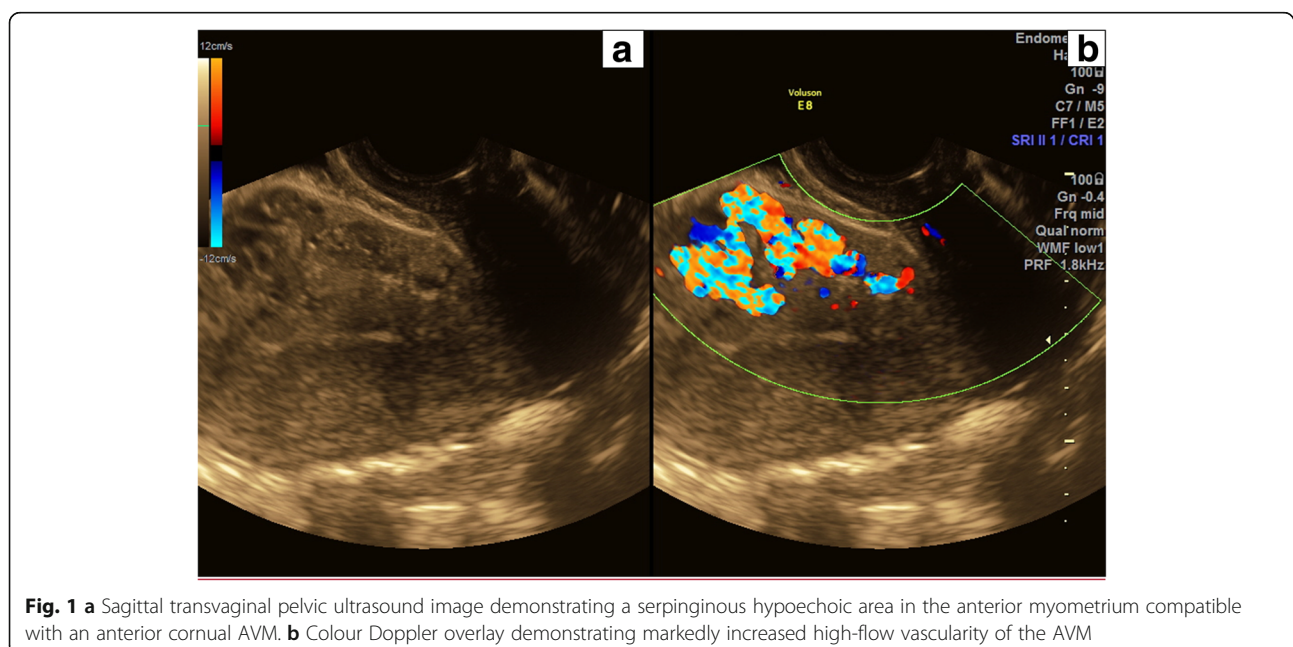 12cm/s
-12cm/s
a
Voluson
E8
b
Endome
Ha
100
Gn -9
C7 / M5
FF1 / E2
SRI II 1 / CRI 1
100
Gn -0.4
Frq mid
Qual norm
WMF low1
PRF 1.8kHz
Fig. 1 a Sagittal transvaginal pelvic ultrasound image demonstrating a serpinginous hypoechoic area in the anterior myometrium compatible
with an anterior cornual AVM. b Colour Doppler overlay demonstrating markedly increased high-flow vascularity of the AVM